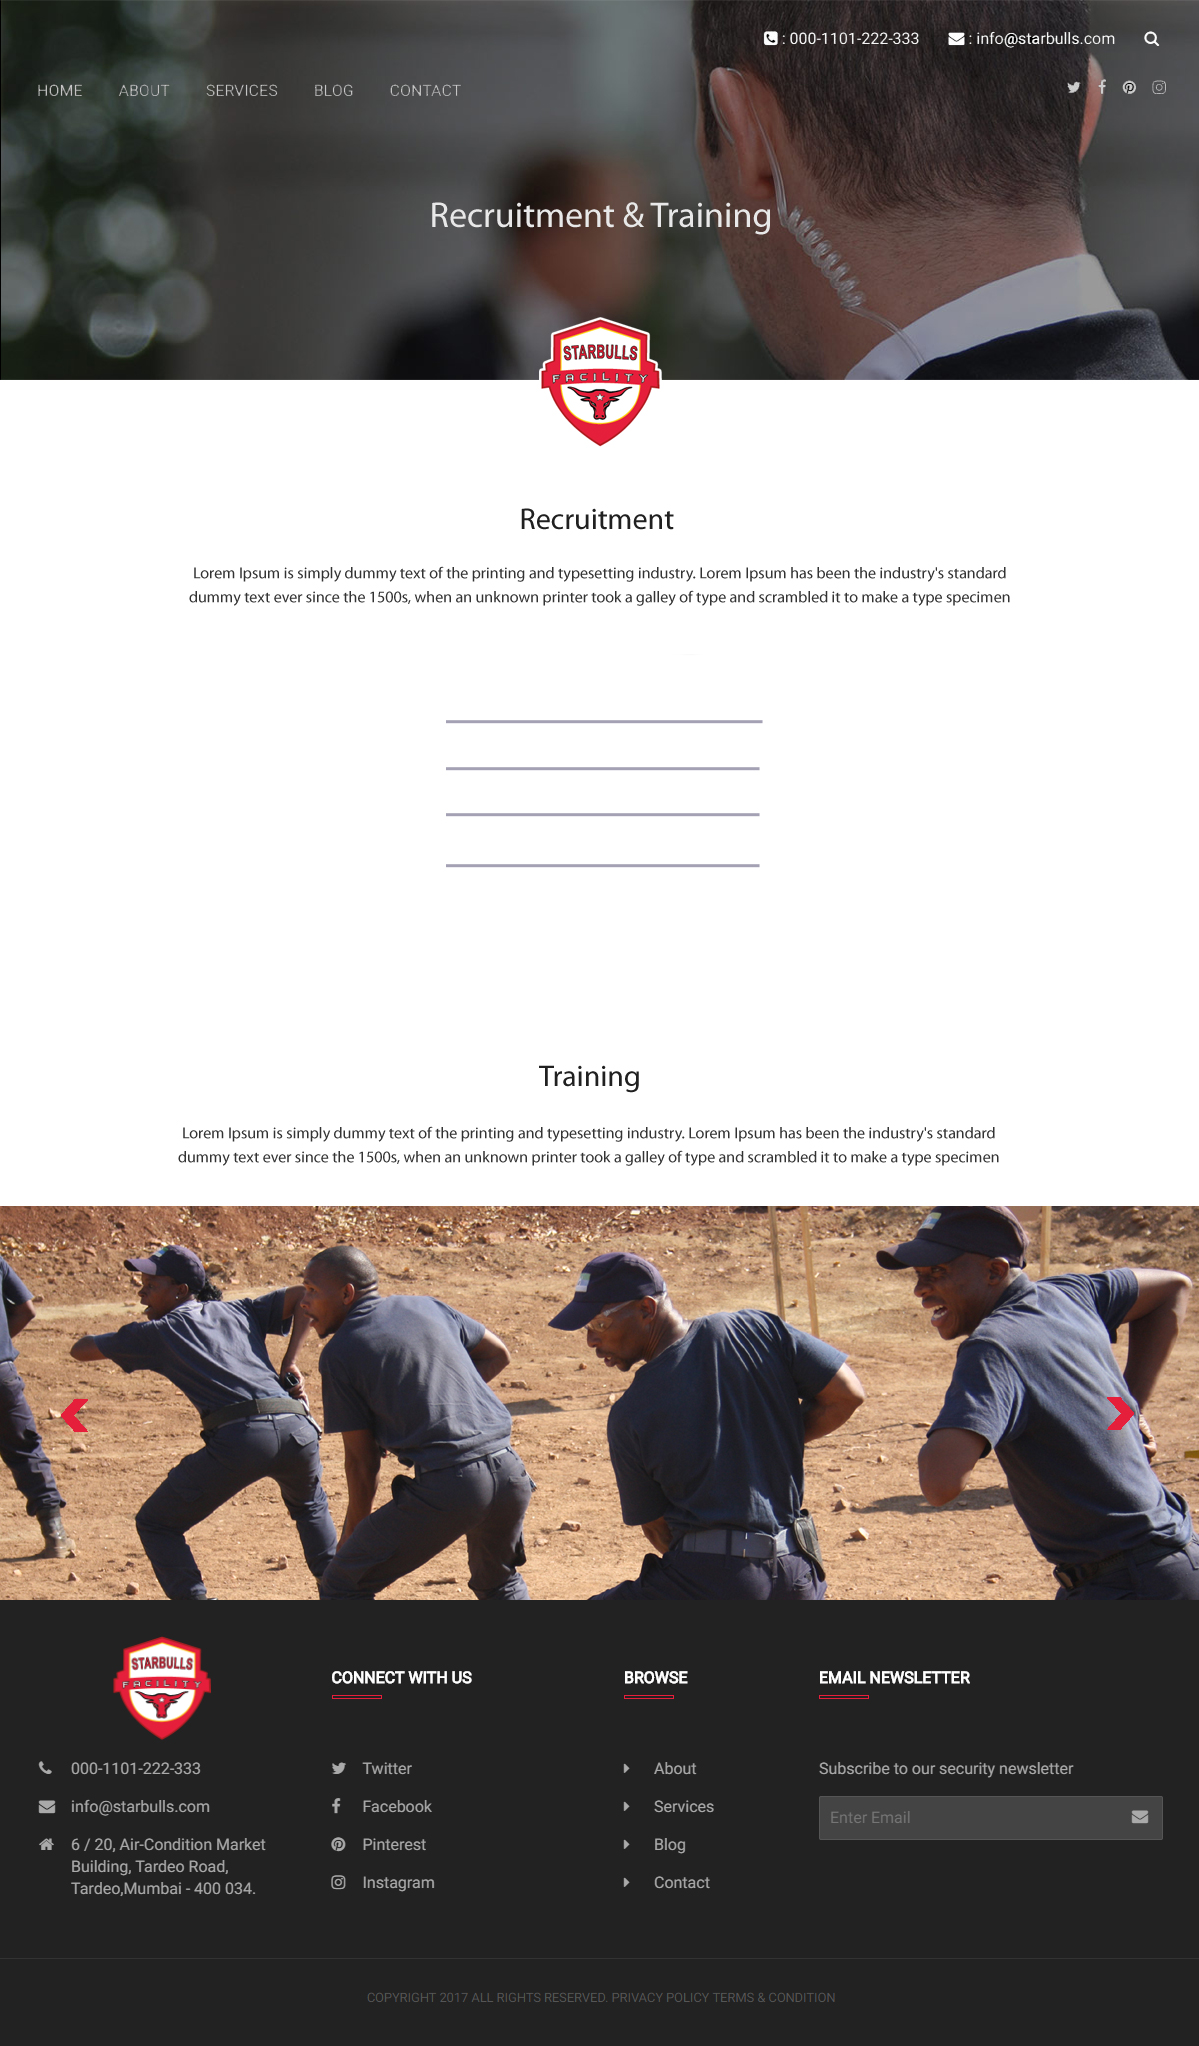 : 000-1101-222-333 : info@starbulls.com
HOME ABOUT SERVICES BLOG CONTACT
Recruitment & Training
STARBULLS
FACILITY
Recruitment
Lorem Ipsum is simply dummy text of the printing and typesetting industry. Lorem Ipsum has been the industry's standard
dummy text ever since the 1500s, when an unknown printer took a galley of type and scrambled it to make a type specimen
Training
Lorem Ipsum is simply dummy text of the printing and typesetting industry. Lorem Ipsum has been the industry's standard
dummy text ever since the 1500s, when an unknown printer took a galley of type and scrambled it to make a type specimen
STARBULLS
FACILITY
000-1101-222-333
info@starbulls.com
6 / 20, Air-Condition Market
Building, Tardeo Road,
Tardeo,Mumbai - 400 034.
CONNECT WITH US
Twitter
Facebook
Pinterest
Instagram
BROWSE
About
Services
Blog
Contact
EMAIL NEWSLETTER
Subscribe to our security newsletter
Enter Email
COPYRIGHT 2017 ALL RIGHTS RESERVED. PRIVACY POLICY TERMS & CONDITION